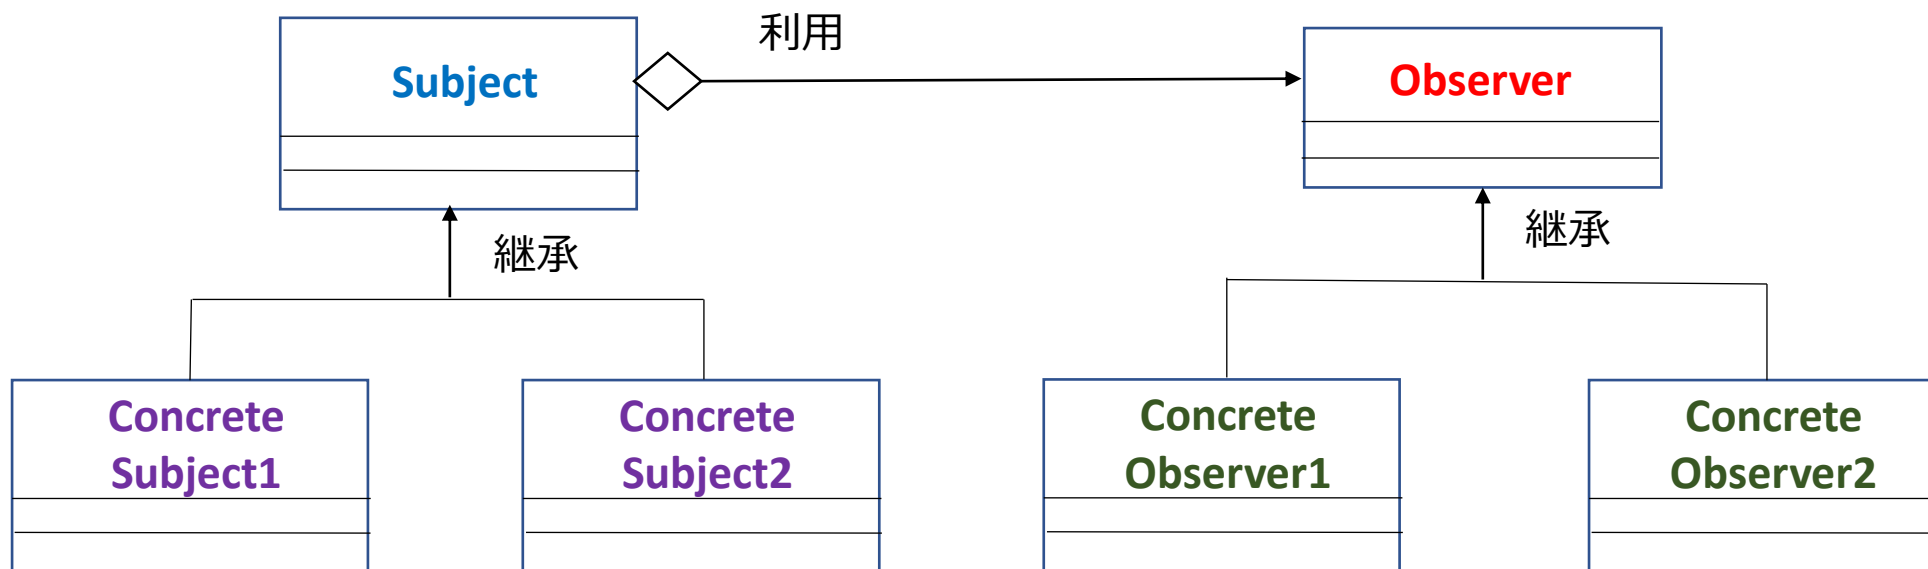 利用
Subject
Observer
継承
継承
Concrete
Subject1
Concrete
Subject2
Concrete
Observer1
Concrete
Observer2